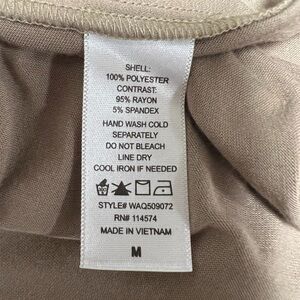 SHELL:
100% POLYESTER
CONTRAST:
95% RAYON
5% SPANDEX
HAND WASH COLD
SEPARATELY
DO NOT BLEACH
LINE DRY
COOL IRON IF NEEDED
STYLE# WAQ509072
RN# 114574
MADE IN VIETNAM
M